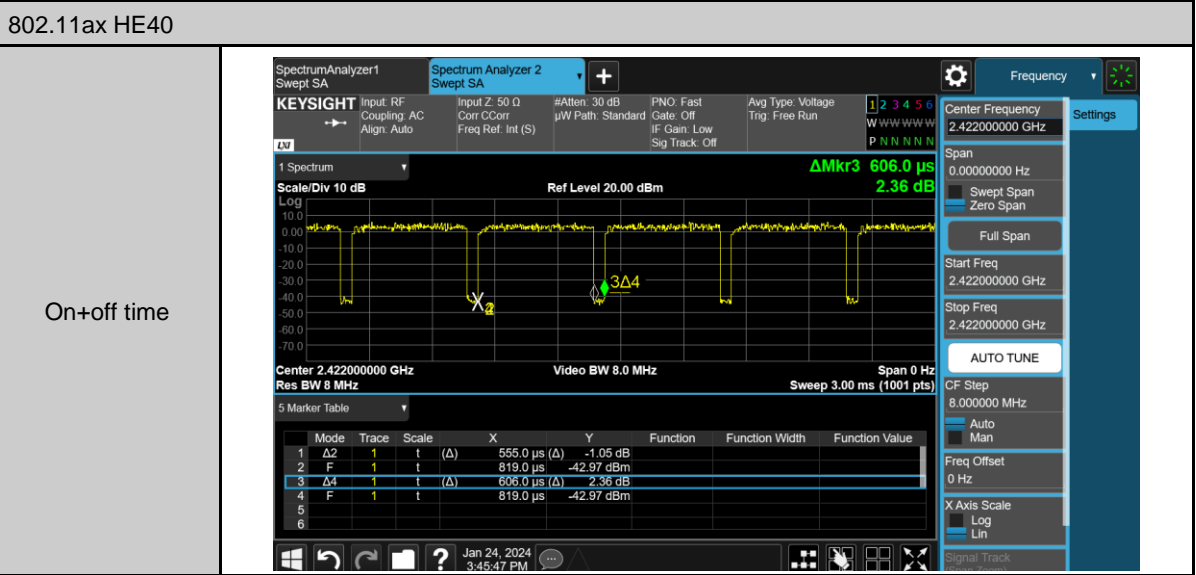 802.11ax HE40
On+off time
SpectrumAnalyzer1
Swept SA
Spectrum Analyzer 2
Swept SA
Frequency
KEYSIGHT
LXI
Input: RF
Coupling: AC
Align: Auto
Input Z: 50 Ω
Corr CCorr
Freq Ref: Int (S)
#Atten: 30 dB
µW Path: Standard
PNO: Fast
Gate: Off
IF Gain: Low
Sig Track: Off
Avg Type: Voltage
Trig: Free Run
1 2 3 4 5 6
W W W W W W
P N N N N N
1 Spectrum
ΔMkr3 606.0 µs
2.36 dB
Scale/Div 10 dB
Ref Level 20.00 dBm
Log
10.0
0.00
-10.0
-20.0
-30.0
-40.0
-50.0
-60.0
-70.0
3Δ4
X
Center 2.422000000 GHz
Video BW 8.0 MHz
Span 0 Hz
Res BW 8 MHz
Sweep 3.00 ms (1001 pts)
5 Marker Table
Mode Trace Scale X Y Function Function Width Function Value
1 Δ2 1 t (Δ) 555.0 µs (Δ) -1.05 dB
2 F 1 t 819.0 µs -42.97 dBm
3 Δ4 1 t (Δ) 606.0 µs (Δ) 2.36 dB
4 F 1 t 819.0 µs -42.97 dBm
5
6
Jan 24, 2024
3:45:47 PM
Center Frequency
2.422000000 GHz
Settings
Span
0.00000000 Hz
Swept Span
Zero Span
Full Span
Start Freq
2.422000000 GHz
Stop Freq
2.422000000 GHz
AUTO TUNE
CF Step
8.000000 MHz
Auto
Man
Freq Offset
0 Hz
X Axis Scale
Log
Lin
Signal Track
(Span Zoom)